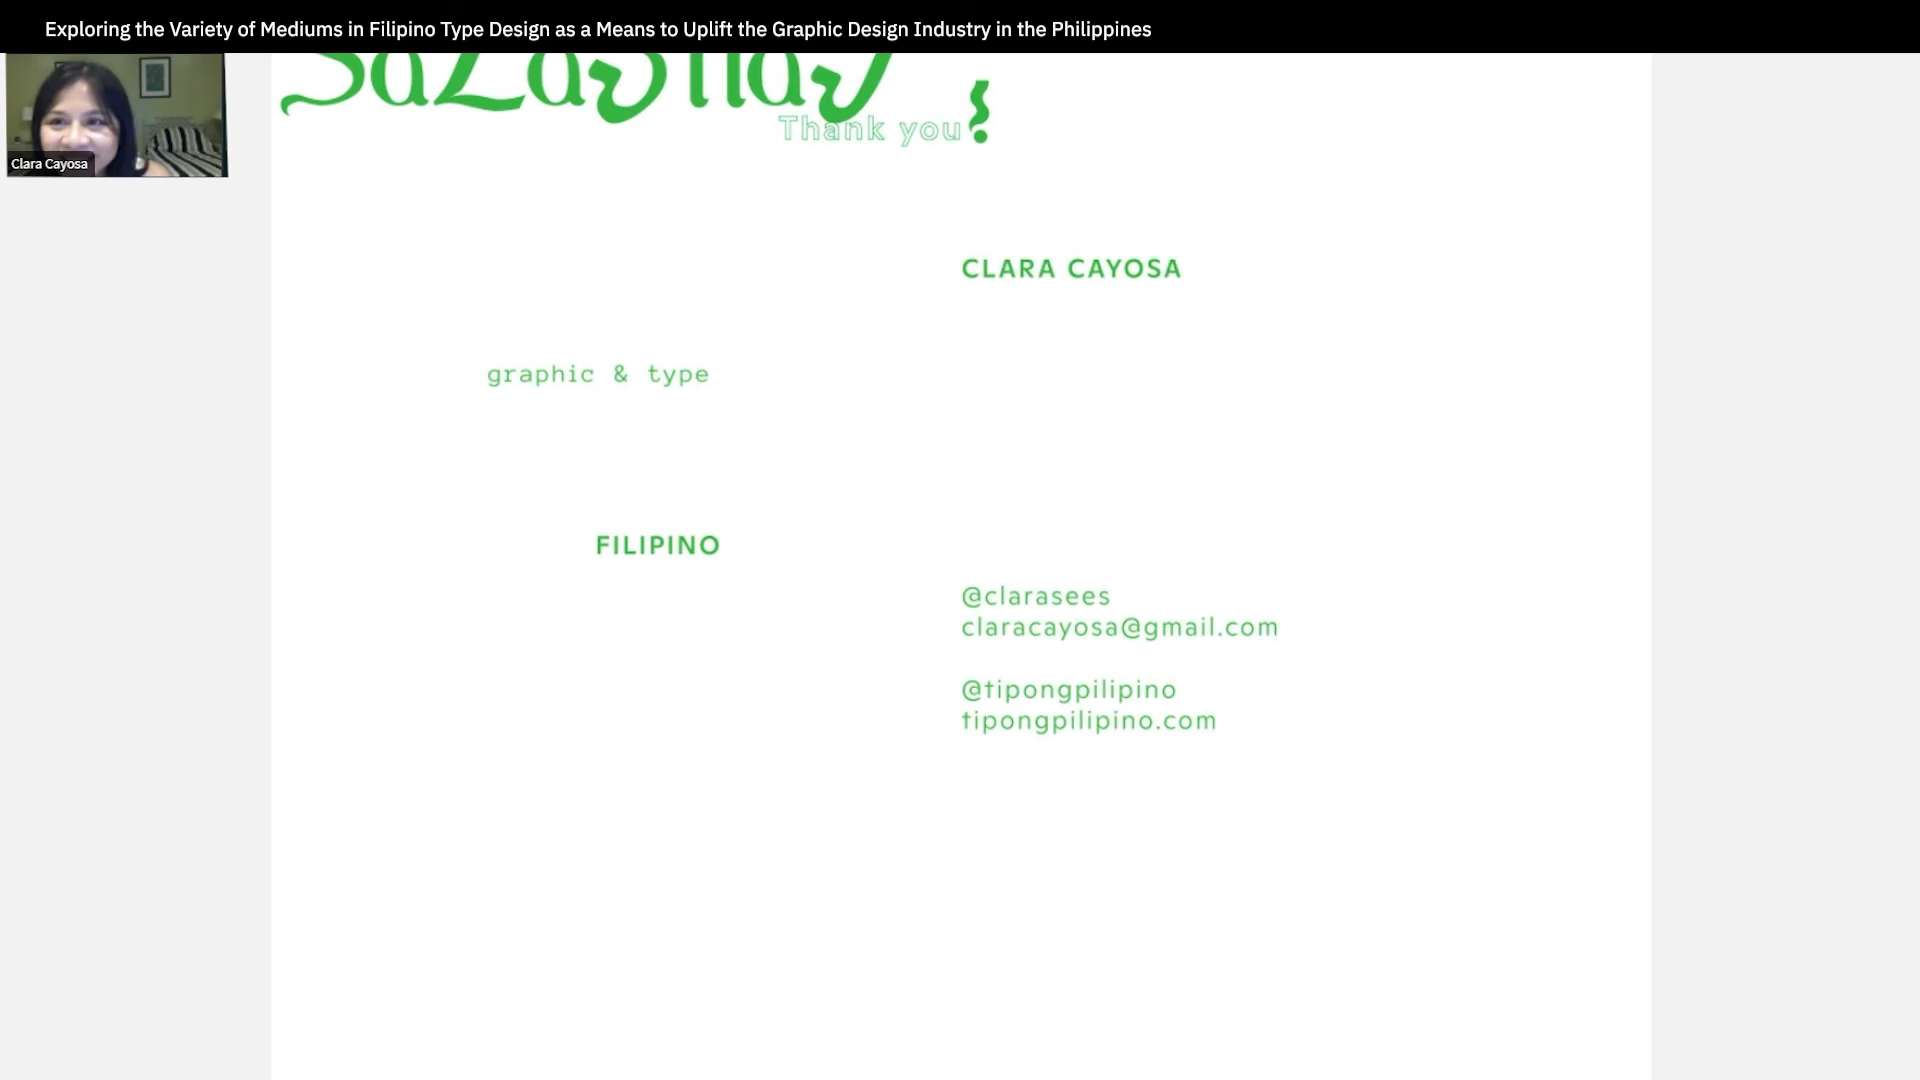 Exploring the Variety of Mediums in Filipino Type Design as a Means to Uplift the Graphic Design Industry in the Philippines
Clara Cayosa
Thank you
CLARA CAYOSA
graphic & type
FILIPINO
@clarasees
claracayosa@gmail.com
@tipongpilipino
tipongpilipino.com